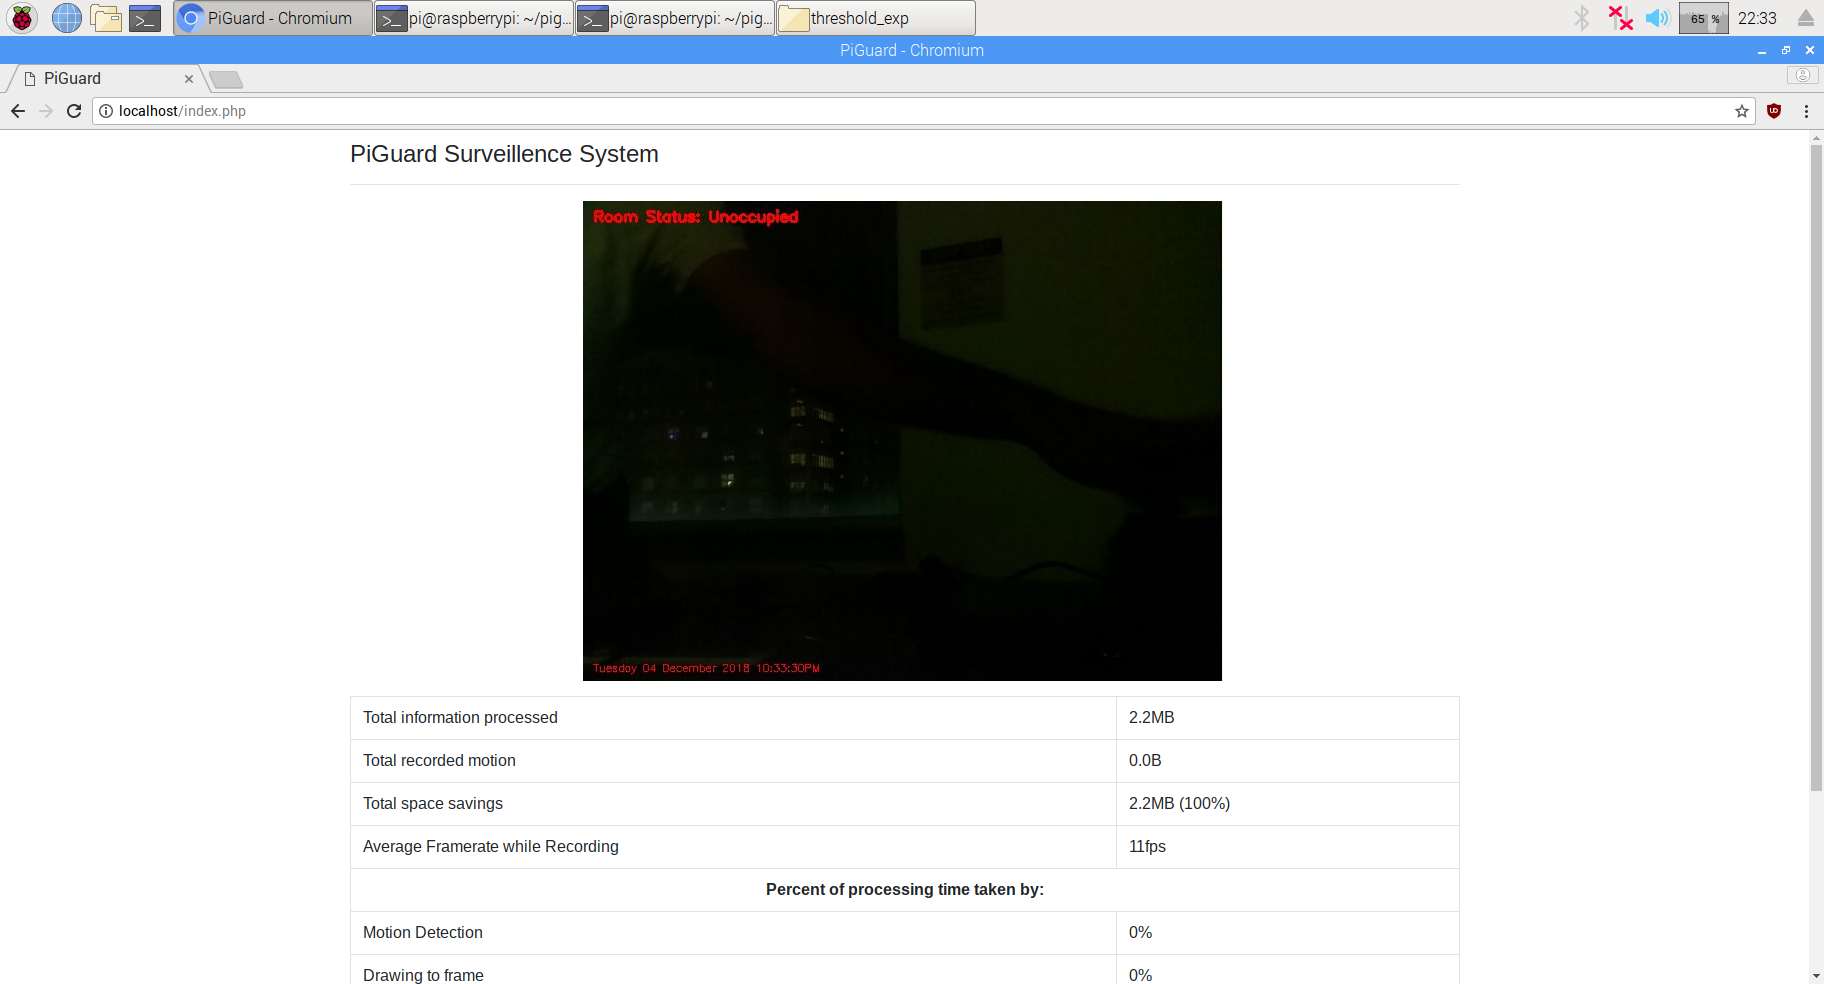 PiGuard - Chromium
pi@raspberrypi: ~/pig...
pi@raspberrypi: ~/pig...
threshold_exp
65 %
22:33
PiGuard - Chromium
PiGuard
localhost/index.php
PiGuard Surveillence System
Room Status: Unoccupied
Tuesday 04 December 2018 10:33:30PM
Total information processed 2.2MB
Total recorded motion 0.0B
Total space savings 2.2MB (100%)
Average Framerate while Recording 11fps
Percent of processing time taken by:
Motion Detection 0%
Drawing to frame 0%